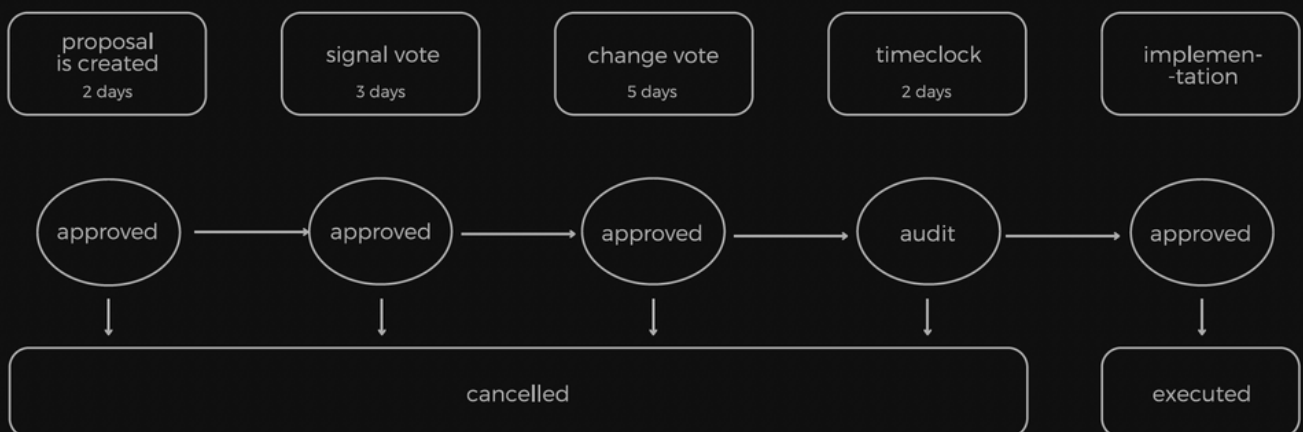 proposal
is created
2 days
signal vote
3 days
change vote
5 days
timeclock
2 days
implemen-
-tation
approved
approved
approved
audit
approved
cancelled
executed